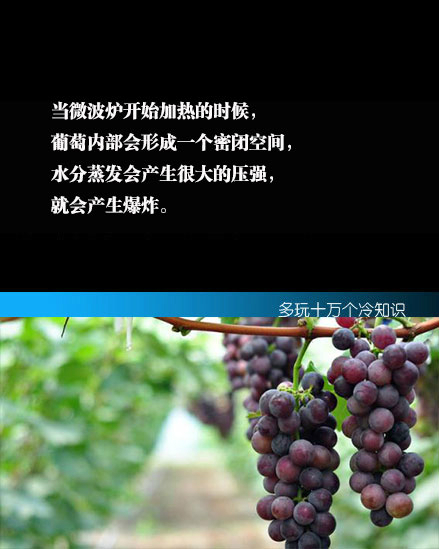 当微波炉开始加热的时候，
葡萄内部会形成一个密闭空间，
水分蒸发会产生很大的压强，
就会产生爆炸。
多玩十万个冷知识